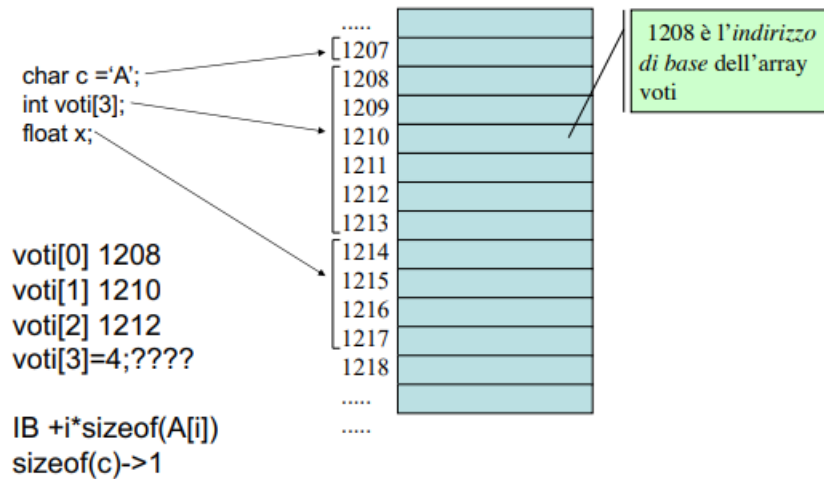 char c =‘A’;
int voti[3];
float x;
voti[0] 1208
voti[1] 1210
voti[2] 1212
voti[3]=4;????
IB +i*sizeof(A[i])
sizeof(c)->1
.....
1207
1208
1209
1210
1211
1212
1213
1214
1215
1216
1217
1218
.....
.....
1208 è l’indirizzo
di base dell’array
voti